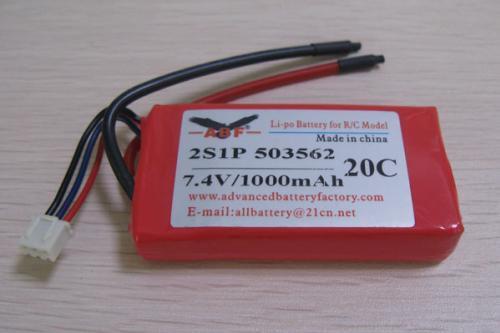 ABF
Li-po Battery for R/C Model
Made in china
2S1P 503562
7.4V/1000mAh
20C
www.advancedbatteryfactory.com
E-mail:allbattery@21cn.net